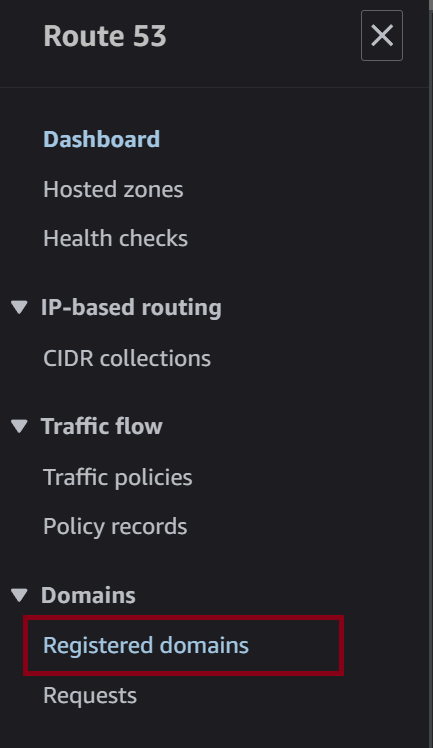 Route 53
Dashboard
Hosted zones
Health checks
IP-based routing
CIDR collections
Traffic flow
Traffic policies
Policy records
Domains
Registered domains
Requests